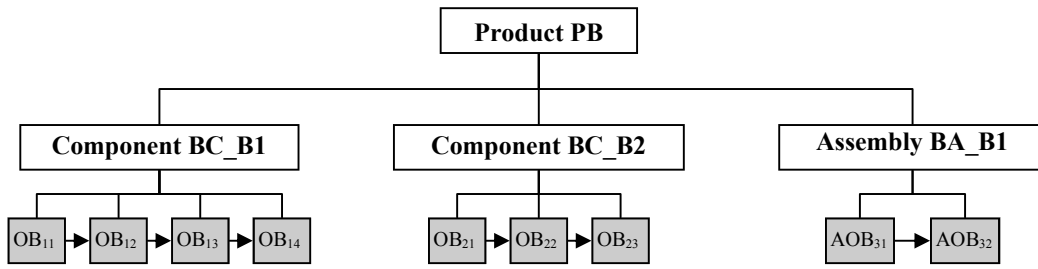 Product PB
Component BC_B1
Component BC_B2
Assembly BA_B1
OB₁₁ OB₁₂ OB₁₃ OB₁₄ OB₂₁ OB₂₂ OB₂₃ AOB₃₁ AOB₃₂